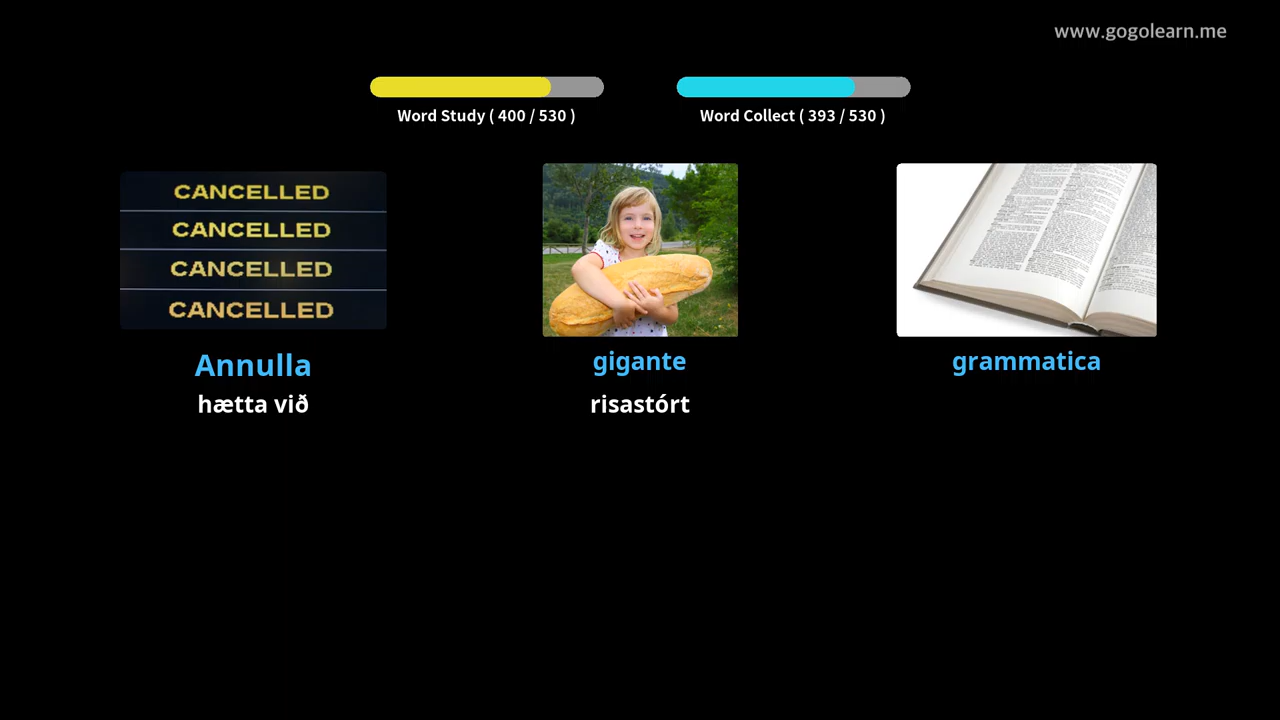 www.gogolearn.me
Word Study ( 400 / 530 )
Word Collect ( 393 / 530 )
CANCELLED
CANCELLED
CANCELLED
CANCELLED
Annulla
hætta við
gigante
risastórt
grammatica